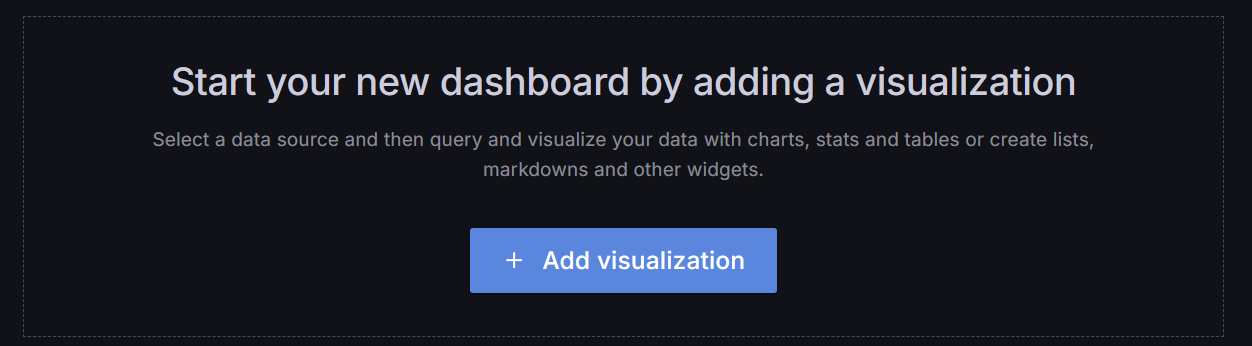 Start your new dashboard by adding a visualization
Select a data source and then query and visualize your data with charts, stats and tables or create lists,
markdowns and other widgets.
+ Add visualization